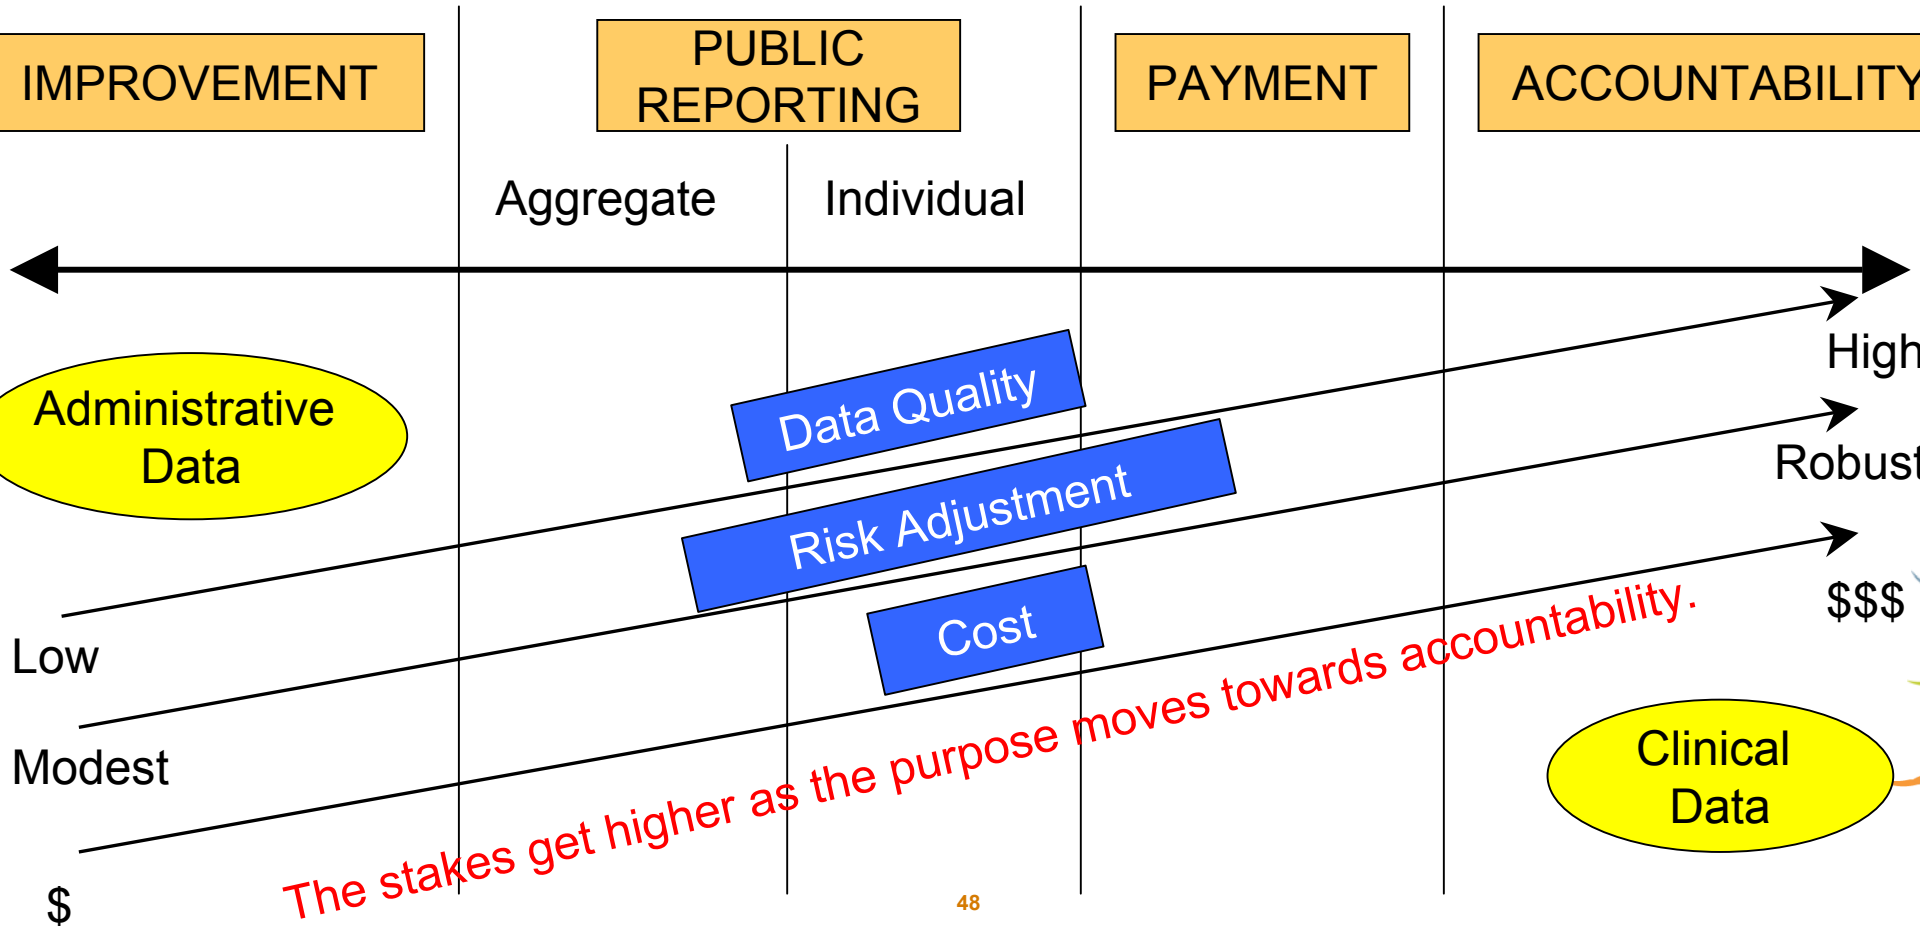 IMPROVEMENT
PUBLIC
REPORTING
PAYMENT
ACCOUNTABILITY
Aggregate
Individual
High
Administrative
Data
Data Quality
Robust
Risk Adjustment
$$$
Low
Cost
Modest
The stakes get higher as the purpose moves towards accountability.
Clinical
Data
$
48